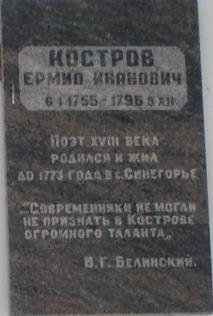 КОСТРОВ
ЕРМИЛ ИВАНОВИЧ
6 I 1755 - 1796 9 XII
ПОЭТ XVIII ВЕКА
РОДИЛСЯ И ЖИЛ
ДО 1773 ГОДА В С. СИНЕГОРЬЕ
„СОВРЕМЕННИКИ НЕ МОГЛИ
НЕ ПРИЗНАТЬ В КОСТРОВЕ
ОГРОМНОГО ТАЛАНТА„
В.Г. БЕЛИНСКИЙ.